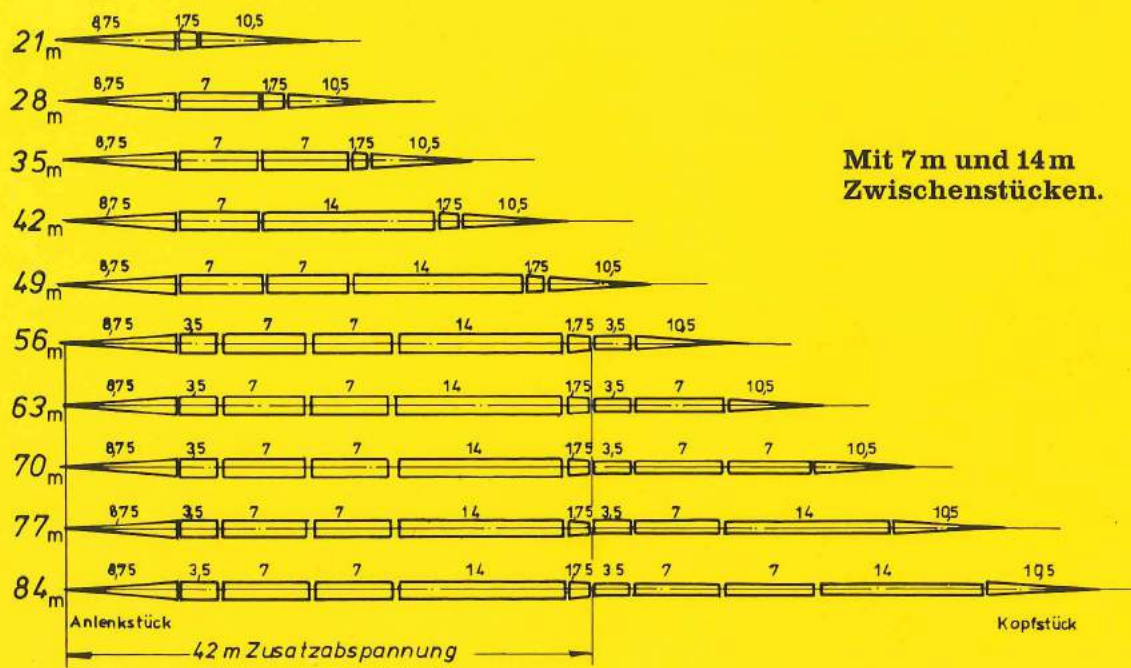 8,75 1,75 10,5
21m
8,75 7 1,75 10,5
28m
8,75 7 7 1,75 10,5
35m
Mit 7m und 14m
Zwischenstücken.
8,75 7 14 1,75 10,5
42m
8,75 7 7 14 1,75 10,5
49m
8,75 3,5 7 7 14 1,75 3,5 10,5
56m
8,75 3,5 7 7 14 1,75 3,5 7 10,5
63m
8,75 3,5 7 7 14 1,75 3,5 7 7 10,5
70m
8,75 3,5 7 7 14 1,75 3,5 7 14 10,5
77m
8,75 3,5 7 7 14 1,75 3 5 7 7 14 10,5
84m
Anlenkstück Kopfstück
42 m Zusatzabspannung